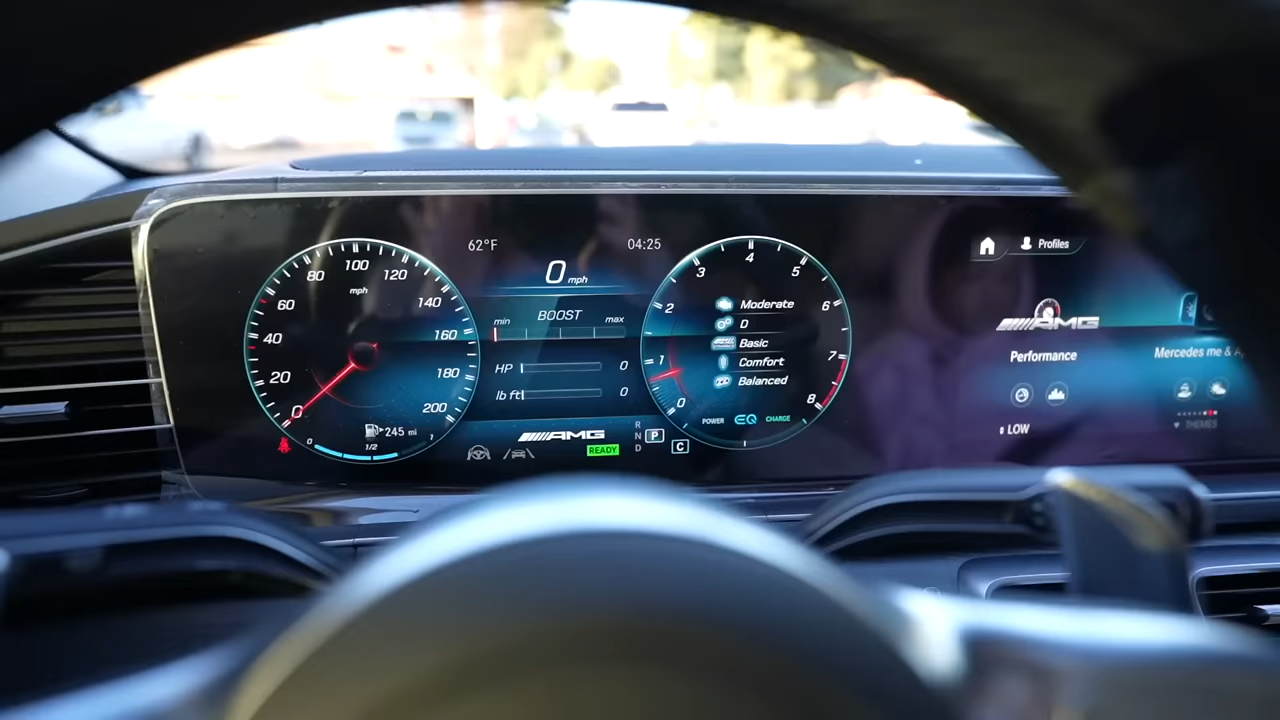 62°F
04:25
0 mph
BOOST
min
max
HP
0
lb ft
0
AMG
READY
R
N
D
P
C
0
20
40
60
80
100
120
140
160
180
200
mph
245 mi
0
1/2
1
0
1
2
3
4
5
6
7
8
Moderate
D
Basic
Comfort
Balanced
POWER
EQ
CHARGE
Profiles
AMG
Performance
LOW
Mercedes me &
THEMES